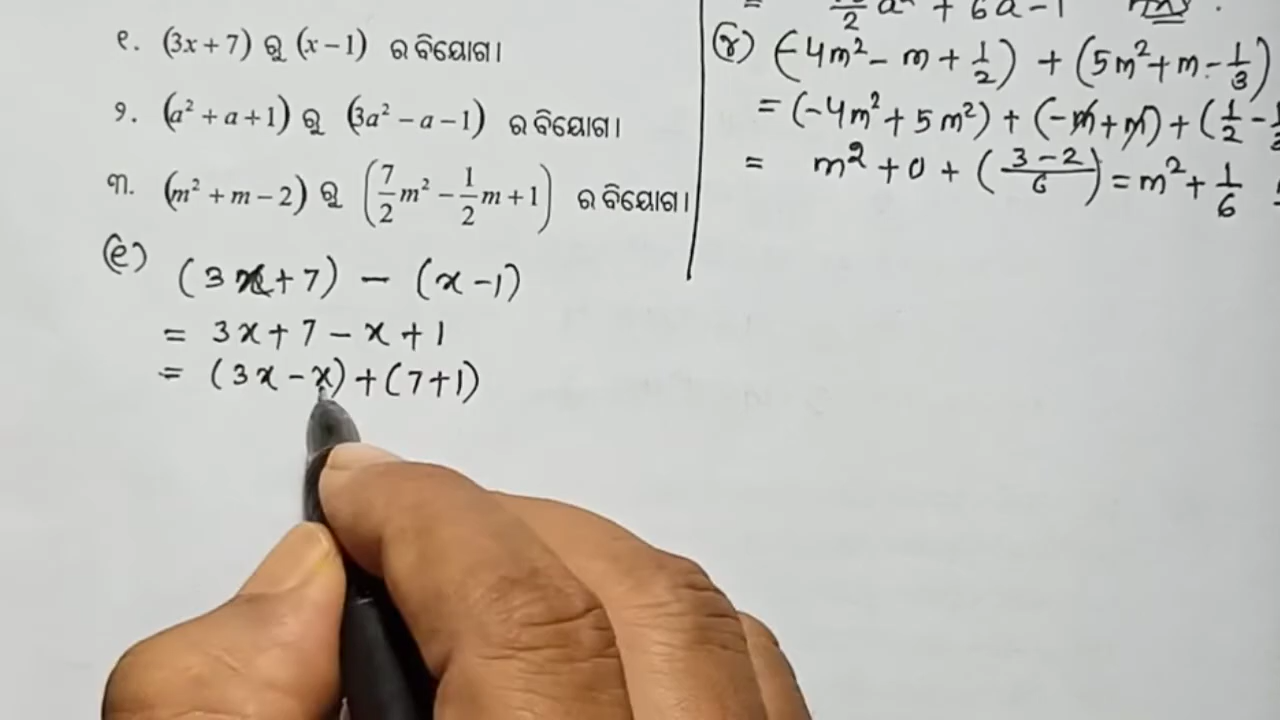 ୧. (3x + 7) ରୁ (x − 1) ର ବିୟୋଗ।
୨. (a² + a + 1) ରୁ (3a² − a − 1) ର ବିୟୋଗ।
୩. (m² + m − 2) ରୁ (7/2 m² − 1/2 m + 1) ର ବିୟୋଗ।
(୧) (3x + 7) − (x − 1)
= 3x + 7 − x + 1
= (3x − x) + (7 + 1)
= /2 a² + 6a − 1 Ans.
(୪) (−4m² − m + 1/2) + (5m² + m − 1/3)
= (−4m² + 5m²) + (−m + m) + (1/2 −
= m² + 0 + (3 − 2/6) = m² + 1/6